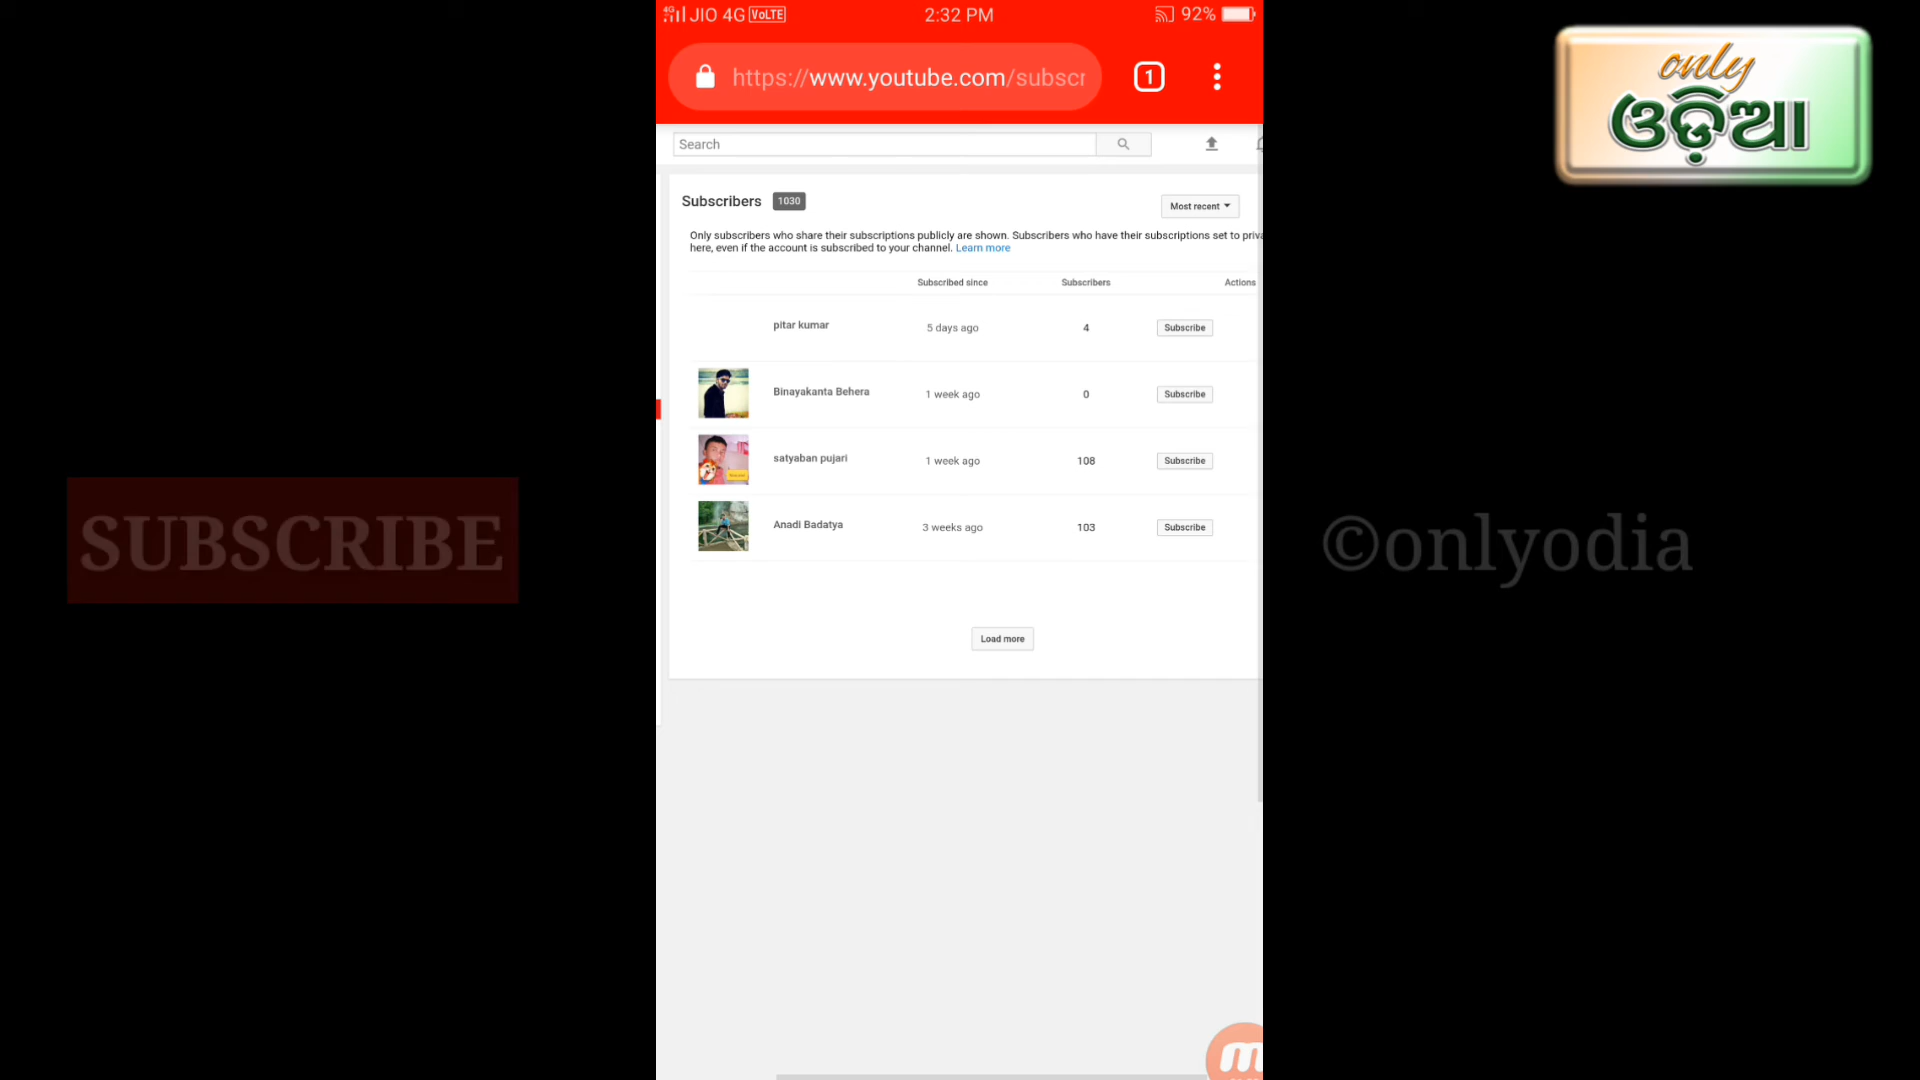 4G JIO 4G VoLTE 2:32 PM 92%
https://www.youtube.com/subscr 1
only
ଓଡ଼ିଆ
Search
Subscribers 1030 Most recent
Only subscribers who share their subscriptions publicly are shown. Subscribers who have their subscriptions set to priva
here, even if the account is subscribed to your channel. Learn more
Subscribed since Subscribers Actions
pitar kumar 5 days ago 4 Subscribe
Binayakanta Behera 1 week ago 0 Subscribe
satyaban pujari 1 week ago 108 Subscribe
Anadi Badatya 3 weeks ago 103 Subscribe
SUBSCRIBE
©onlyodia
Load more